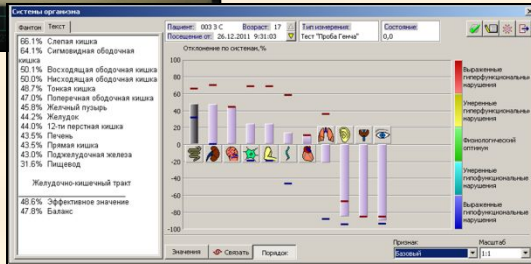 Системы организма
Фантом Текст
66.1% Слепая кишка
64.1% Сигмовидная ободочная
кишка
50.1% Восходящая ободочная кишка
50.0% Нисходящая ободочная кишка
48.7% Тонкая кишка
47.0% Поперечная ободочная кишка
45.8% Желчный пузырь
44.2% Желудок
44.0% 12-ти перстная кишка
43.5% Печень
43.5% Прямая кишка
43.0% Поджелудочная железа
31.6% Пищевод
Желудочно-кишечный тракт
48.6% Эффективное значение
47.8% Баланс
Пациент: 003 З С Возраст: 17
Посещение от: 26.12.2011 9:31:03
Тип измерения:
Тест "Проба Генча"
Состояние
0,0
Отклонение по системам,%
100
80
60
40
20
0
-20
-40
-60
-80
-100
Выраженные
гиперфункциональные
нарушения
Умеренные
гиперфункциональные
нарушения
Физиологический
оптимум
Умеренные
гипофункциональные
нарушения
Выраженные
гипофункциональные
нарушения
Значения Связать Порядок
Признак
Базовый
Масштаб
1:1